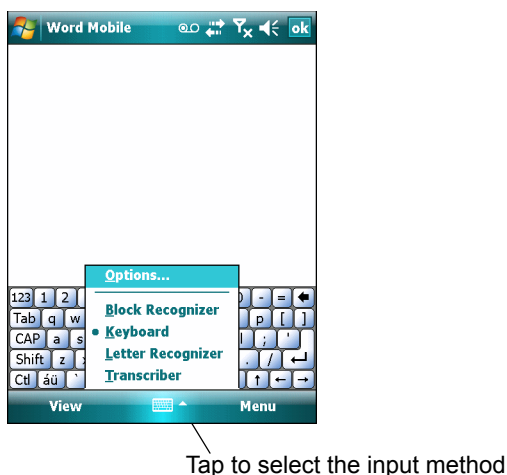 Word Mobile ok
Options...
Block Recognizer
Keyboard
Letter Recognizer
Transcriber
123 1 2 - =
Tab q w p [ ]
CAP a s ; '
Shift z . /
Ctl áü `
View Menu
Tap to select the input method